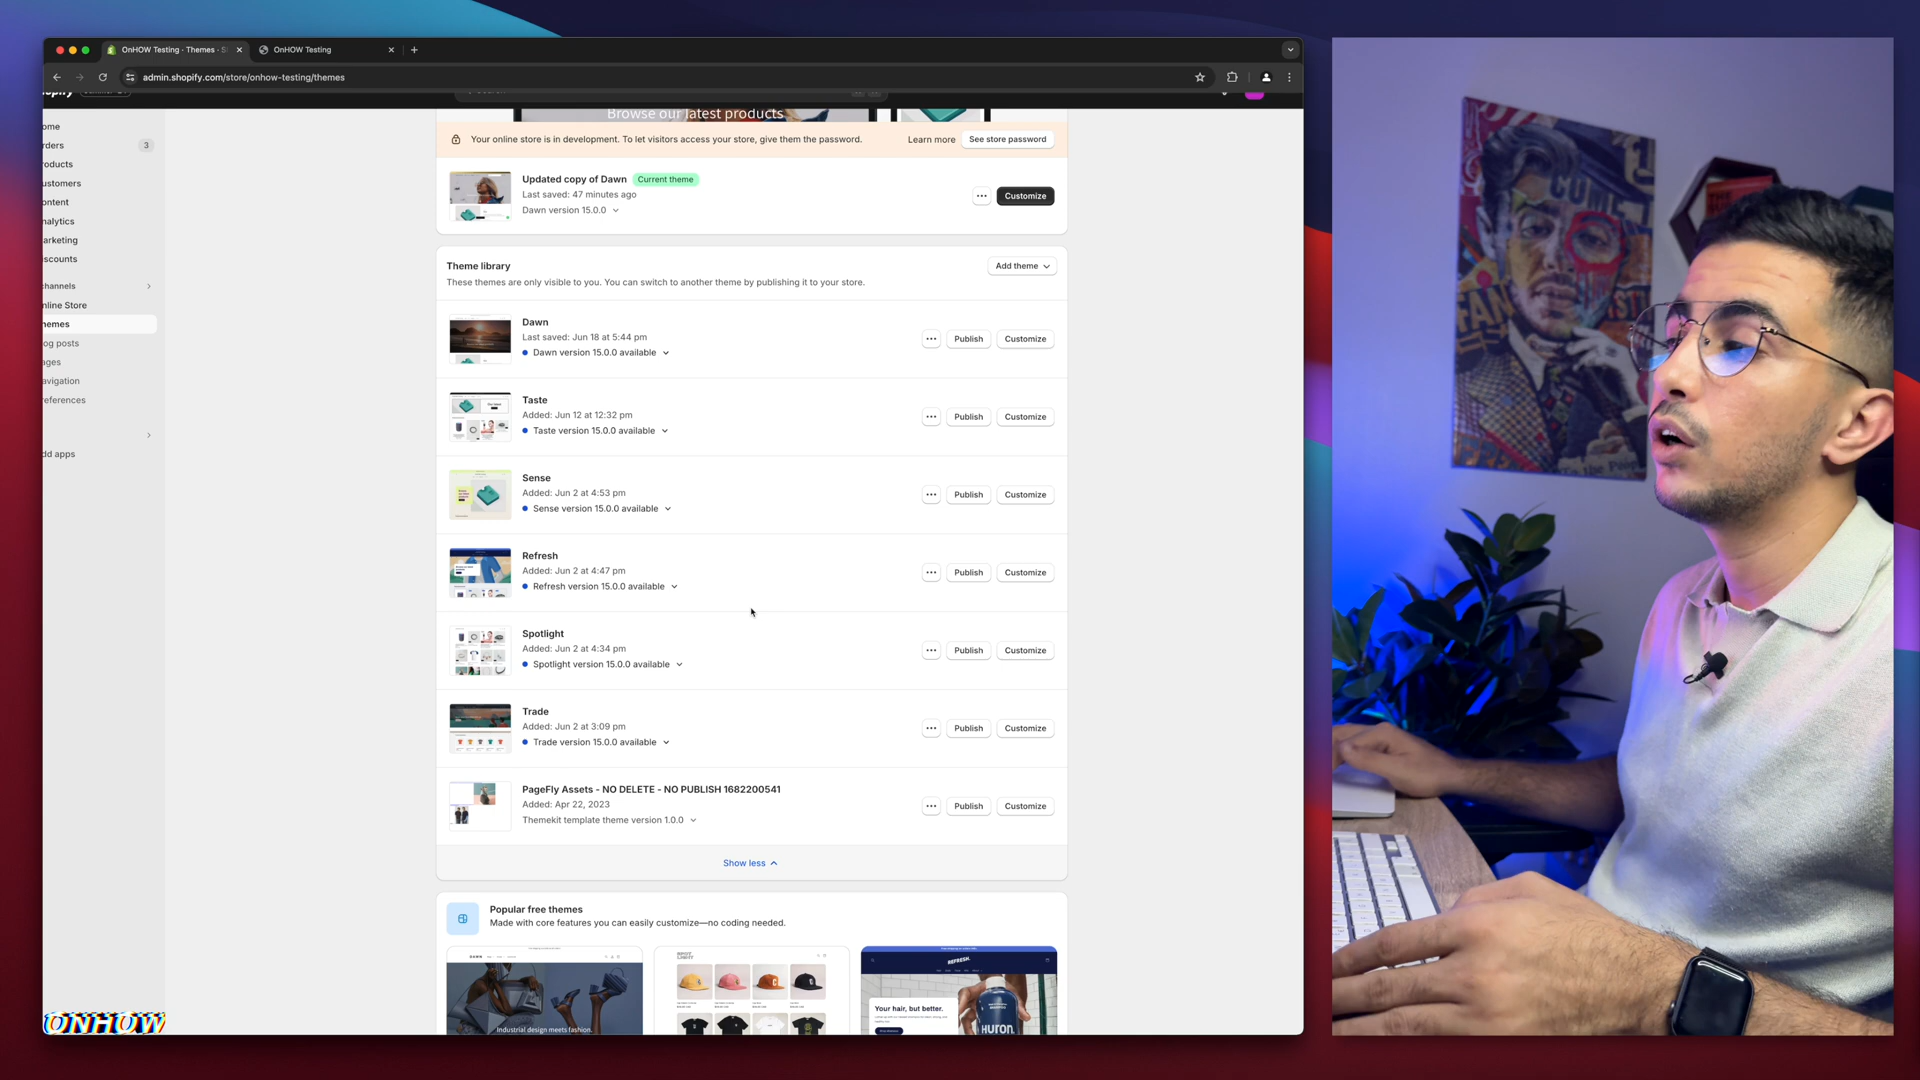 OnHOW Testing · Themes · S
OnHOW Testing
admin.shopify.com/store/onhow-testing/themes
Browse our latest products
ome
rders
3
roducts
ustomers
ontent
nalytics
arketing
iscounts
hannels
nline Store
hemes
og posts
ages
avigation
references
dd apps
Your online store is in development. To let visitors access your store, give them the password.
Learn more
See store password
Updated copy of Dawn
Current theme
Last saved: 47 minutes ago
Dawn version 15.0.0
Customize
Theme library
Add theme
These themes are only visible to you. You can switch to another theme by publishing it to your store.
Dawn
Last saved: Jun 18 at 5:44 pm
Dawn version 15.0.0 available
Publish
Customize
Taste
Added: Jun 12 at 12:32 pm
Taste version 15.0.0 available
Publish
Customize
Sense
Added: Jun 2 at 4:53 pm
Sense version 15.0.0 available
Publish
Customize
Refresh
Added: Jun 2 at 4:47 pm
Refresh version 15.0.0 available
Publish
Customize
Spotlight
Added: Jun 2 at 4:34 pm
Spotlight version 15.0.0 available
Publish
Customize
Trade
Added: Jun 2 at 3:09 pm
Trade version 15.0.0 available
Publish
Customize
PageFly Assets - NO DELETE - NO PUBLISH 1682200541
Added: Apr 22, 2023
Themekit template theme version 1.0.0
Publish
Customize
Show less
Popular free themes
Made with core features you can easily customize—no coding needed.
DAWN
Industrial design meets fashion.
SPOT
LIGHT
REFRESH.
Your hair, but better.
HURON.
ONHOW